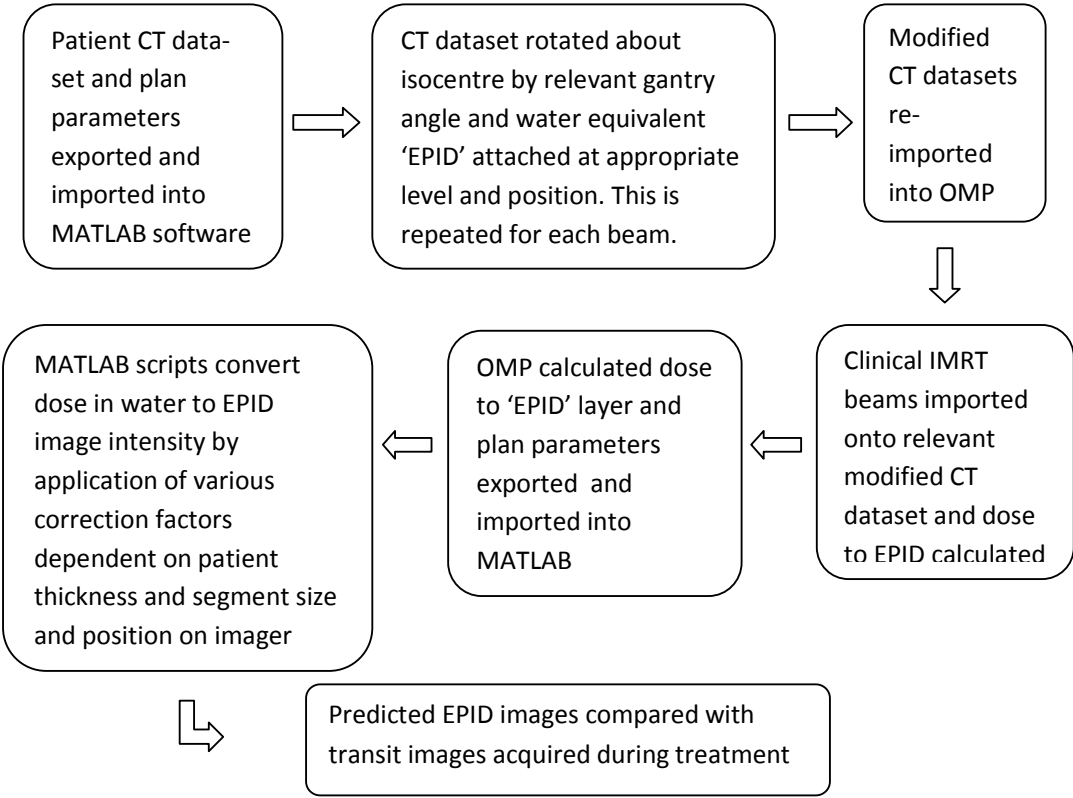 Patient CT data-
set and plan
parameters
exported and
imported into
MATLAB software
CT dataset rotated about
isocentre by relevant gantry
angle and water equivalent
‘EPID’ attached at appropriate
level and position. This is
repeated for each beam.
Modified
CT datasets
re-
imported
into OMP
Clinical IMRT
beams imported
onto relevant
modified CT
dataset and dose
to EPID calculated
OMP calculated dose
to ‘EPID’ layer and
plan parameters
exported and
imported into
MATLAB
MATLAB scripts convert
dose in water to EPID
image intensity by
application of various
correction factors
dependent on patient
thickness and segment size
and position on imager
Predicted EPID images compared with
transit images acquired during treatment